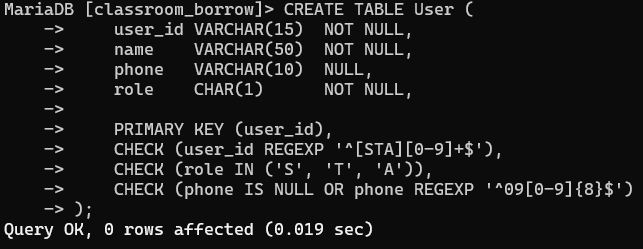 MariaDB [classroom_borrow]> CREATE TABLE User (
    ->     user_id VARCHAR(15)  NOT NULL,
    ->     name    VARCHAR(50)  NOT NULL,
    ->     phone   VARCHAR(10)  NULL,
    ->     role    CHAR(1)      NOT NULL,
    ->
    ->     PRIMARY KEY (user_id),
    ->     CHECK (user_id REGEXP '^[STA][0-9]+$'),
    ->     CHECK (role IN ('S', 'T', 'A')),
    ->     CHECK (phone IS NULL OR phone REGEXP '^09[0-9]{8}$')
    -> );
Query OK, 0 rows affected (0.019 sec)